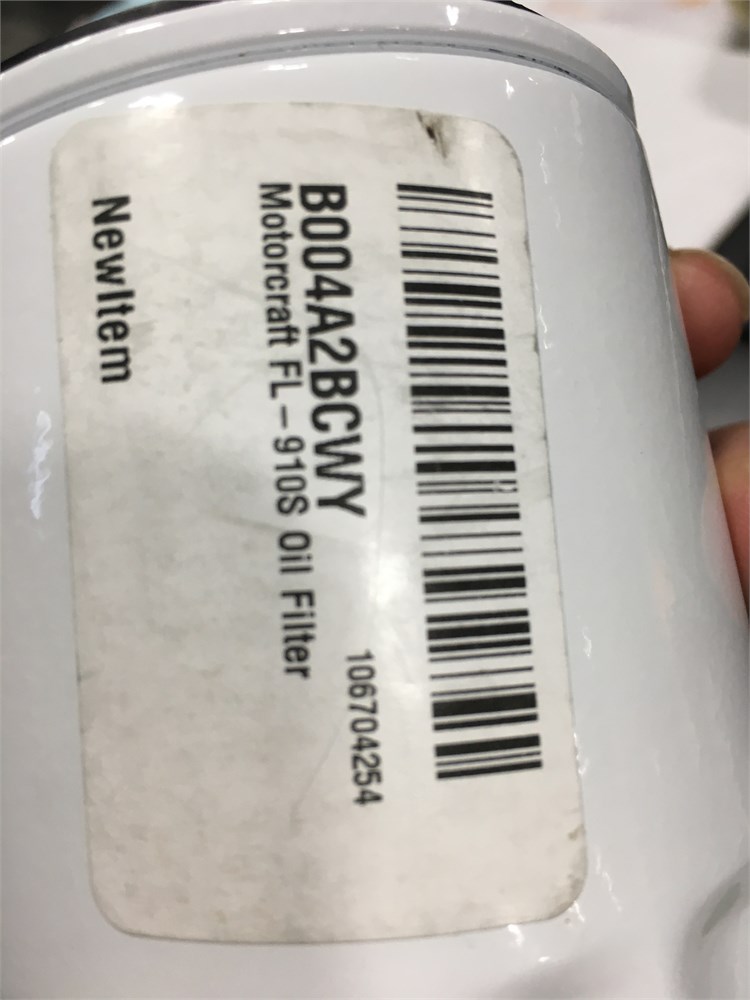 B004A2BCWY
106704254
Motorcraft FL-910S Oil Filter
NewItem